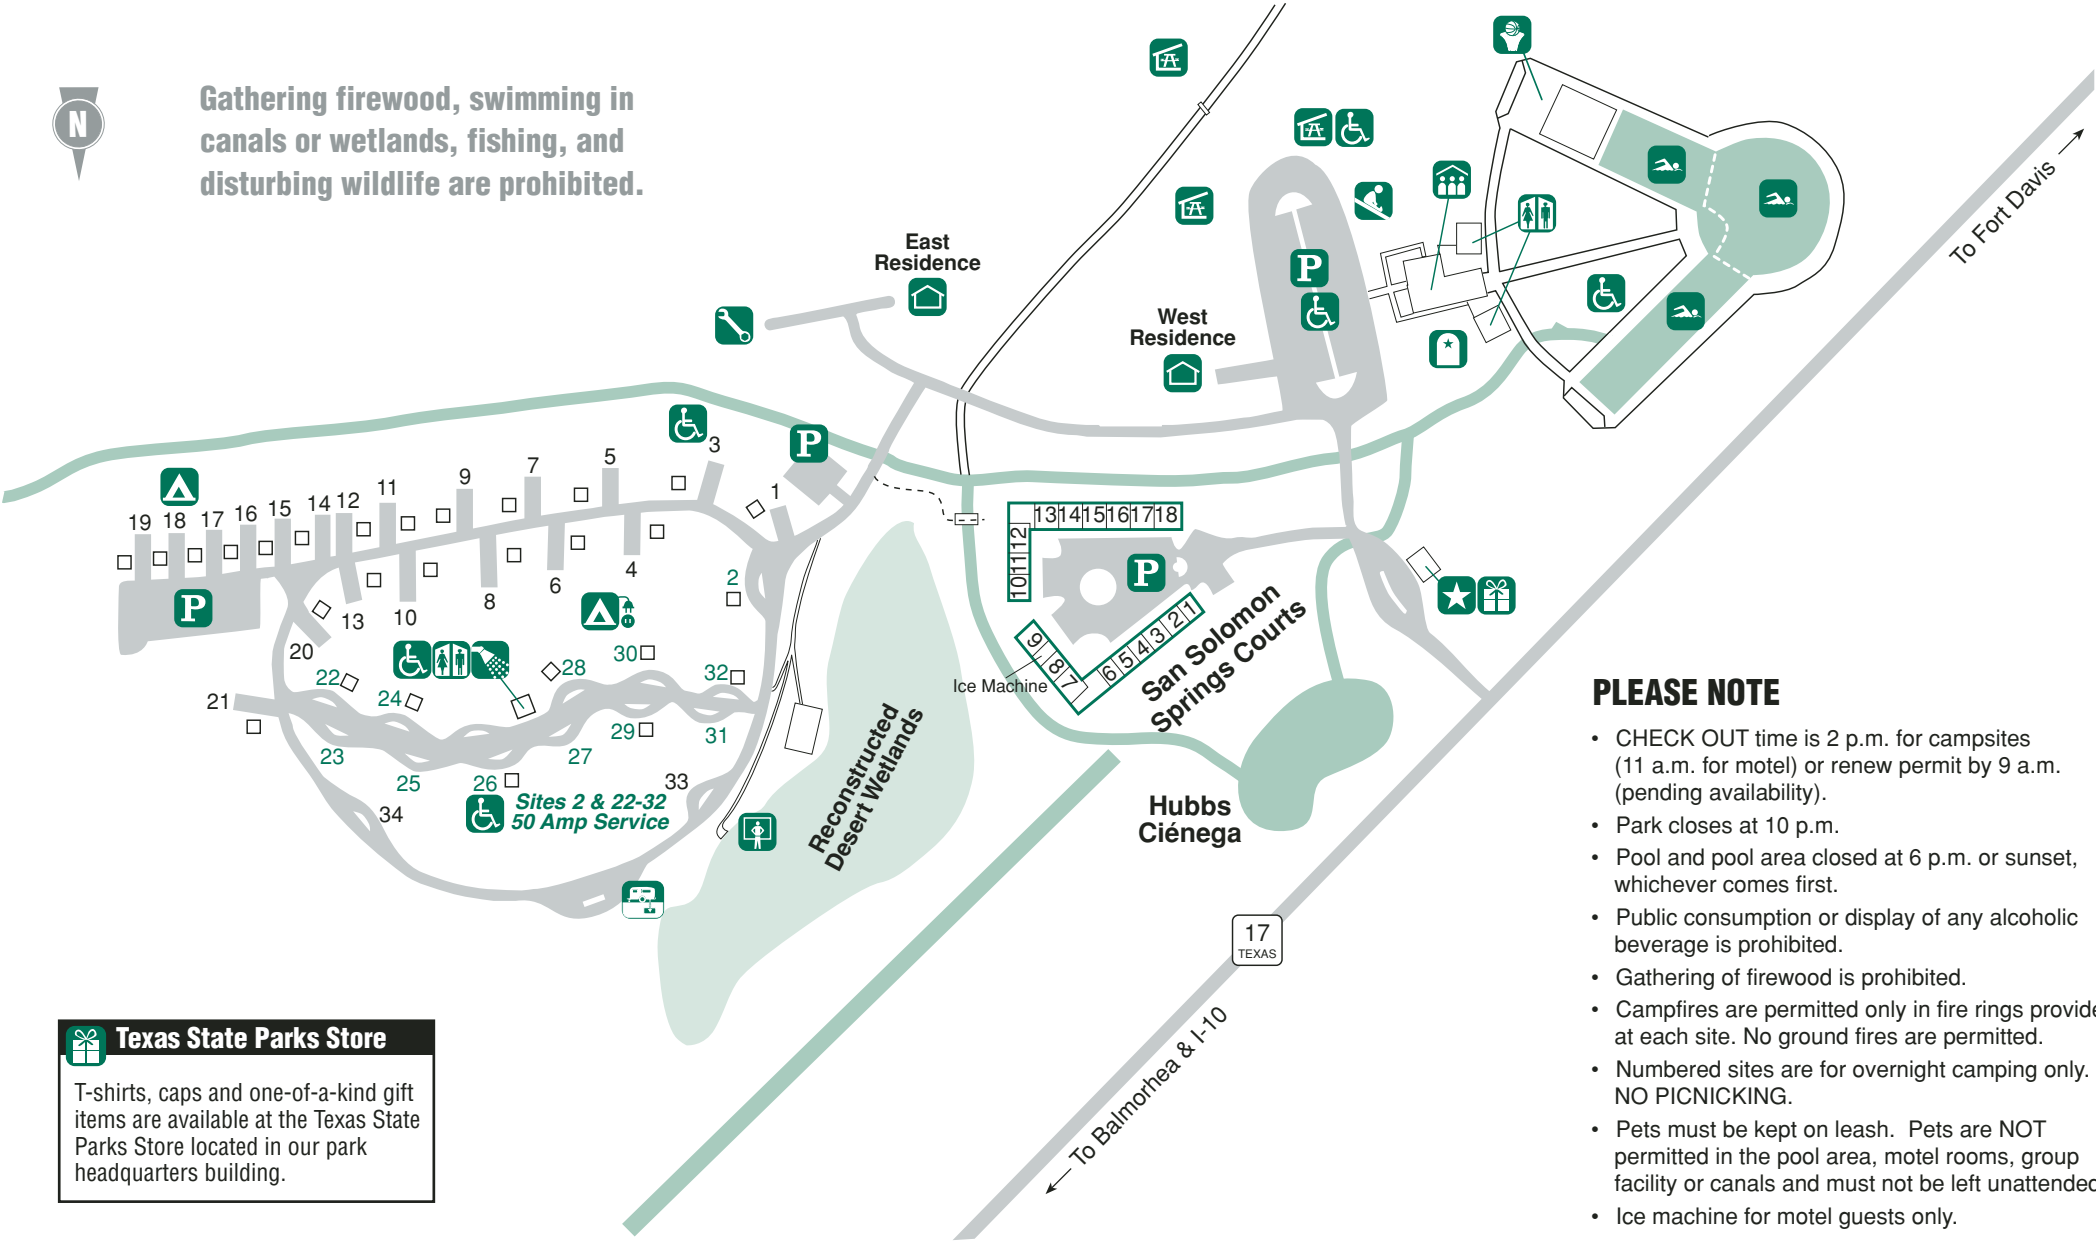 N
Gathering firewood, swimming in
canals or wetlands, fishing, and
disturbing wildlife are prohibited.
East
Residence
West
Residence
P
P
P
P
To Fort Davis
1
2
3
4
5
6
7
8
9
10
11
12
13
14
15
16
17
18
19
20
21
22
23
24
25
26
27
28
29
30
31
32
33
34
Sites 2 & 22-32
50 Amp Service
13 14 15 16 17 18
12
11
10
9
8
7
6 5 4 3 2 1
Ice Machine
San Solomon
Springs Courts
Reconstructed
Desert Wetlands
Hubbs
Ciénega
17
TEXAS
To Balmorhea & I-10
Texas State Parks Store
T-shirts, caps and one-of-a-kind gift
items are available at the Texas State
Parks Store located in our park
headquarters building.
PLEASE NOTE
• CHECK OUT time is 2 p.m. for campsites
(11 a.m. for motel) or renew permit by 9 a.m.
(pending availability).
• Park closes at 10 p.m.
• Pool and pool area closed at 6 p.m. or sunset,
whichever comes first.
• Public consumption or display of any alcoholic
beverage is prohibited.
• Gathering of firewood is prohibited.
• Campfires are permitted only in fire rings provide
at each site. No ground fires are permitted.
• Numbered sites are for overnight camping only.
NO PICNICKING.
• Pets must be kept on leash. Pets are NOT
permitted in the pool area, motel rooms, group
facility or canals and must not be left unattended
• Ice machine for motel guests only.